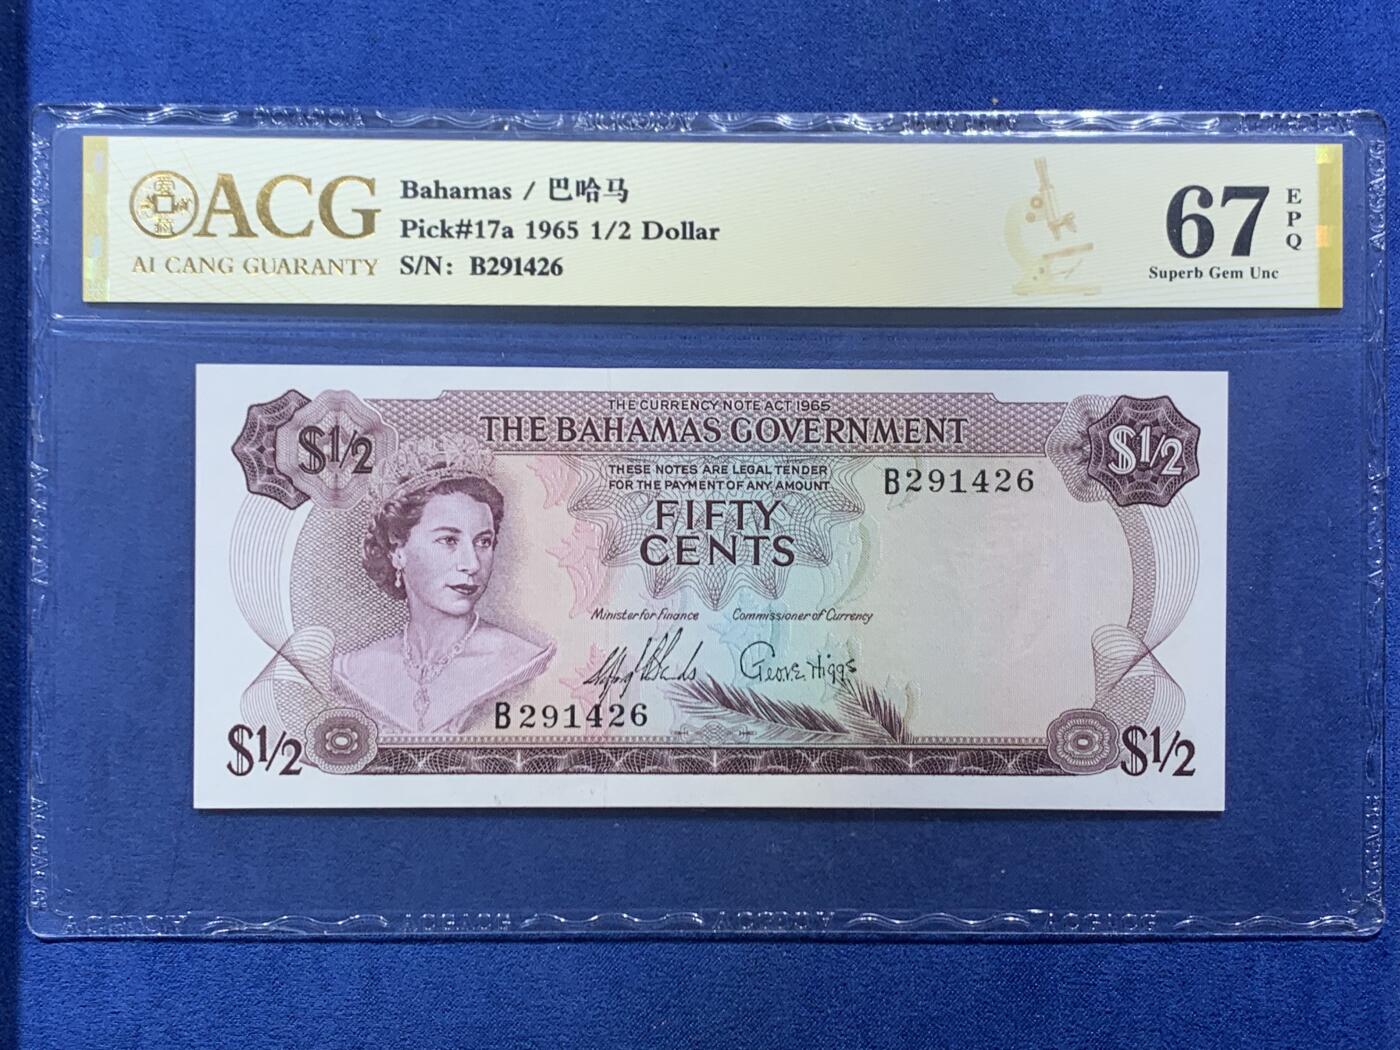 ACG
AI CANG GUARANTY
Bahamas / 巴哈马
Pick#17a 1965 1/2 Dollar
S/N: B291426
67
EPQ
Superb Gem Unc
THE CURRENCY NOTE ACT 1965
THE BAHAMAS GOVERNMENT
$1/2
$1/2
THESE NOTES ARE LEGAL TENDER
FOR THE PAYMENT OF ANY AMOUNT
B291426
FIFTY
CENTS
Minister for Finance Commissioner of Currency
Geo.V.E. Higgs
B291426
$1/2
$1/2